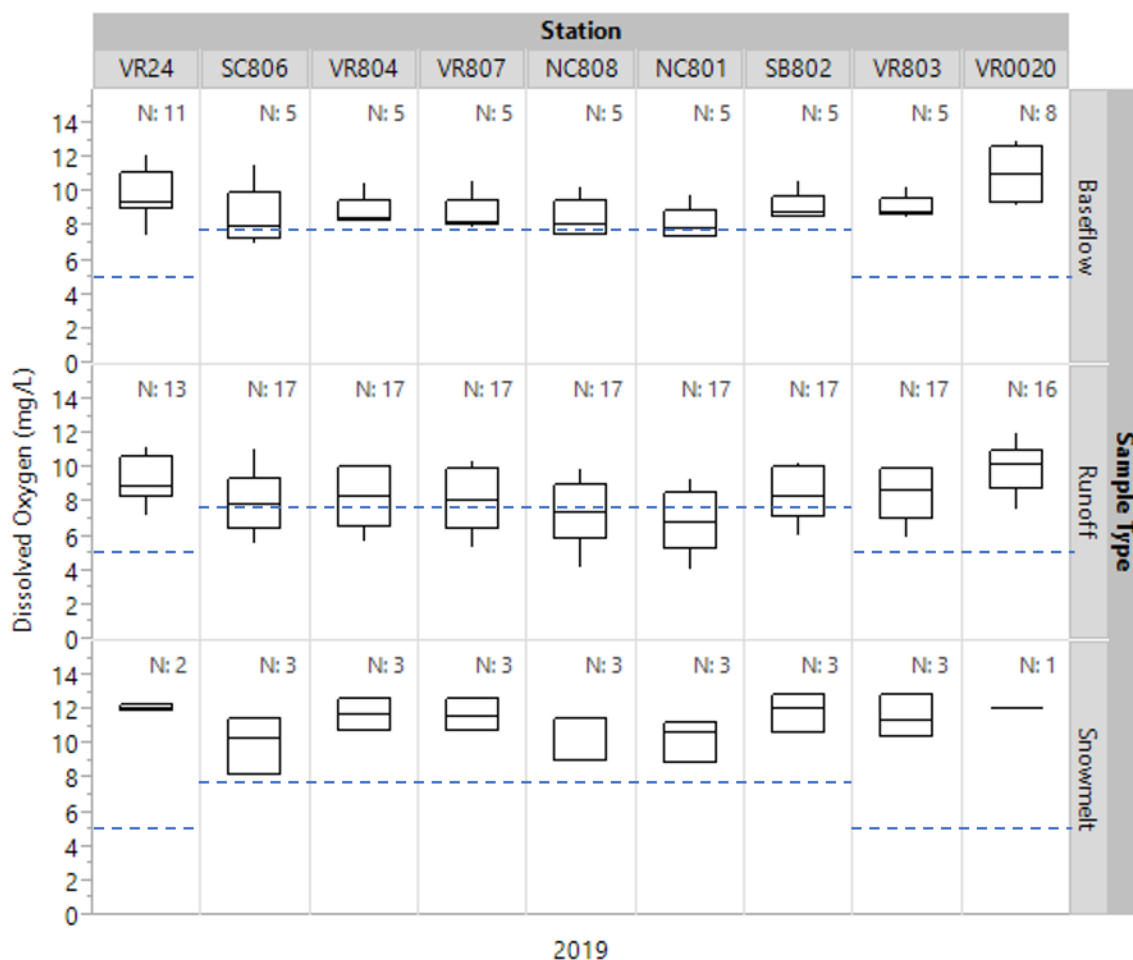 Station
VR24 SC806 VR804 VR807 NC808 NC801 SB802 VR803 VR0020
N: 11 N: 5 N: 5 N: 5 N: 5 N: 5 N: 5 N: 5 N: 8
14
12
10
8
6
4
2
0
Baseflow
N: 13 N: 17 N: 17 N: 17 N: 17 N: 17 N: 17 N: 17 N: 16
14
12
10
8
6
4
2
0
Runoff
Dissolved Oxygen (mg/L)
Sample Type
N: 2 N: 3 N: 3 N: 3 N: 3 N: 3 N: 3 N: 3 N: 1
14
12
10
8
6
4
2
0
Snowmelt
2019